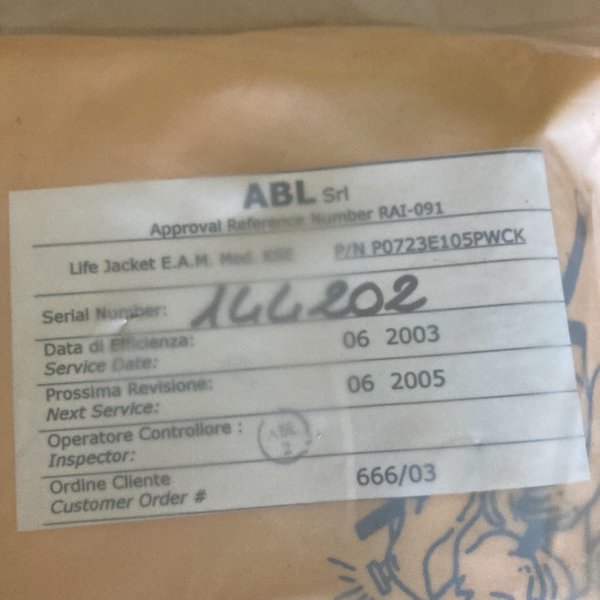 ABL Srl
Approval Reference Number RAI-091
Life Jacket E.A.M. Mod. P/N P0723E105PWCK
Serial Number: 144202
Data di Efficienza: 06 2003
Service Date:
Prossima Revisione: 06 2005
Next Service:
Operatore Controllore : ABL 2
Inspector:
Ordine Cliente 666/03
Customer Order #